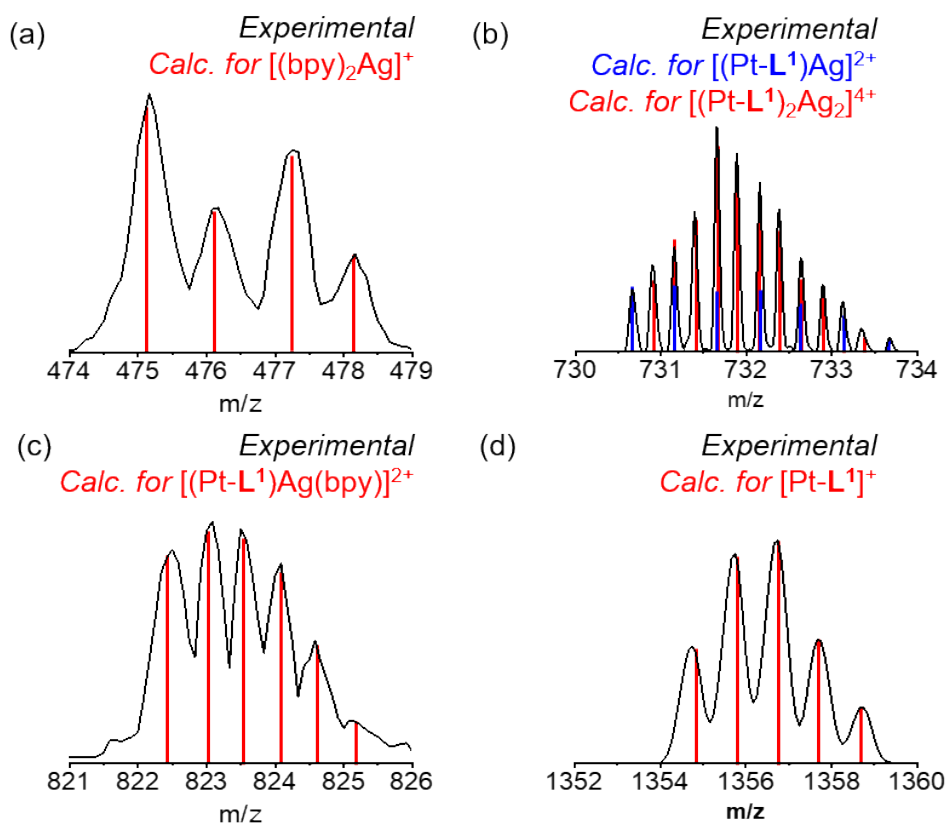 (a)
Experimental
Calc. for [(bpy)₂Ag]⁺
474 475 476 477 478 479
m/z
(b)
Experimental
Calc. for [(Pt-L¹)Ag]²⁺
Calc. for [(Pt-L¹)₂Ag₂]⁴⁺
730 731 732 733 734
m/z
(c)
Experimental
Calc. for [(Pt-L¹)Ag(bpy)]²⁺
821 822 823 824 825 826
m/z
(d)
Experimental
Calc. for [Pt-L¹]⁺
1352 1354 1356 1358 1360
m/z